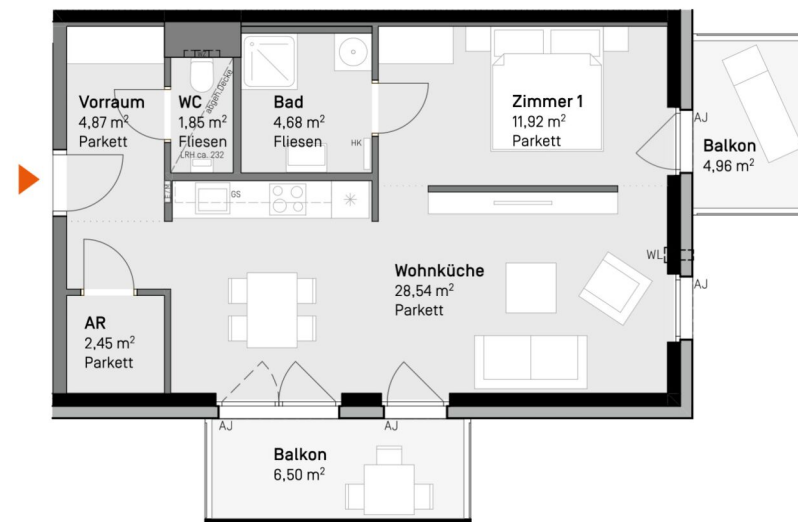 Vorraum
4,87 m²
Parkett
WC
1,85 m²
Fliesen
LRH ca. 232
abgeh.Decke
Bad
4,68 m²
Fliesen
HK
Zimmer 1
11,92 m²
Parkett
AJ
Balkon
4,96 m²
GS
Wohnküche
28,54 m²
Parkett
WL
AJ
AR
2,45 m²
Parkett
AJ
AJ
Balkon
6,50 m²